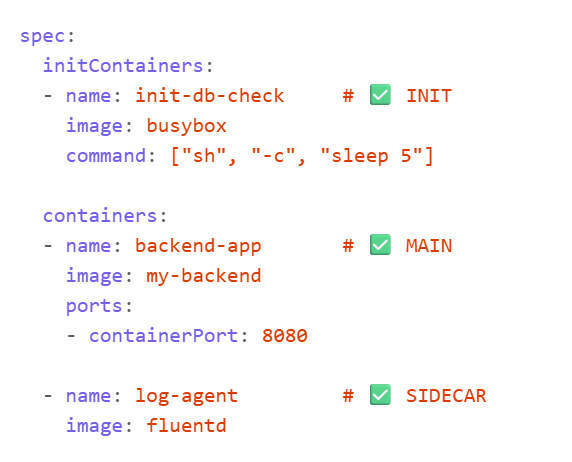 spec:
  initContainers:
  - name: init-db-check     # ✅ INIT
    image: busybox
    command: ["sh", "-c", "sleep 5"]

  containers:
  - name: backend-app       # ✅ MAIN
    image: my-backend
    ports:
    - containerPort: 8080

  - name: log-agent         # ✅ SIDECAR
    image: fluentd